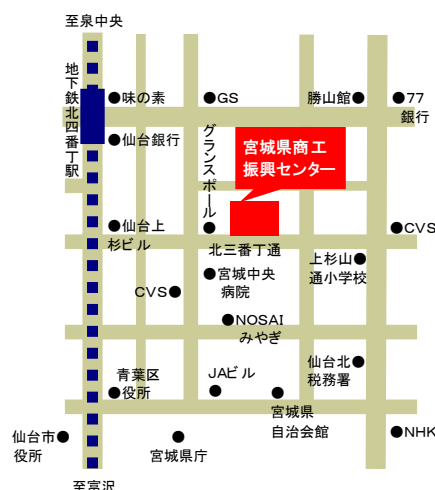 至泉中央
地下鉄北四番丁駅
味の素
GS
勝山館
77
銀行
仙台銀行
グランスポール
宮城県商工
振興センター
仙台上
杉ビル
CVS
北三番丁通
上杉山
通小学校
宮城中央
病院
CVS
NOSAI
みやぎ
仙台北
税務署
青葉区
役所
JAビル
宮城県
自治会館
仙台市
役所
宮城県庁
NHK
至富沢